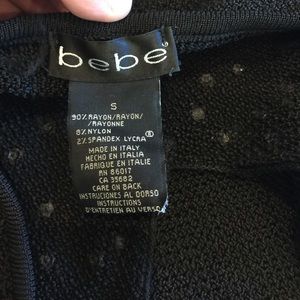 bebe
S
90% RAYON/RAYON/
/RAYONNE
8% NYLON
2% SPANDEX LYCRA®
MADE IN ITALY
HECHO EN ITALIA
FABRIQUE EN ITALIE
RN 86017
CA 35682
CARE ON BACK
INSTRUCCIONES AL DORSO
INSTRUCTIONS
D'ENTRETIEN AU VERSO